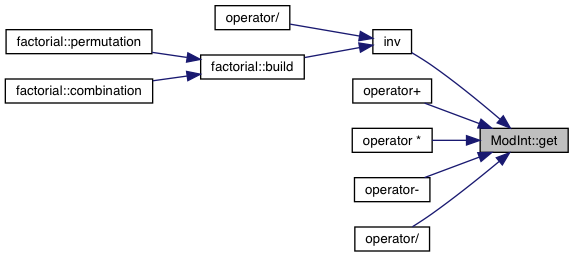 operator/
factorial::permutation
inv
factorial::build
factorial::combination
operator+
operator *
ModInt::get
operator-
operator/